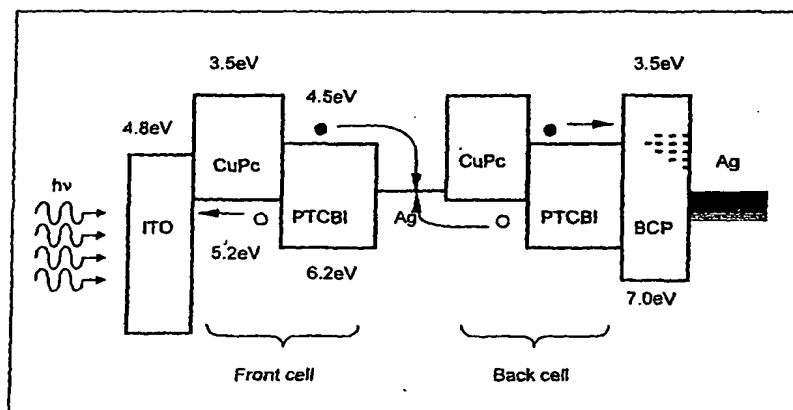 3.5eV 3.5eV
4.5eV
4.8eV
Ag
CuPc CuPc
hν
ITO PTCBI Ag PTCBI BCP
5.2eV
6.2eV
7.0eV
Front cell Back cell